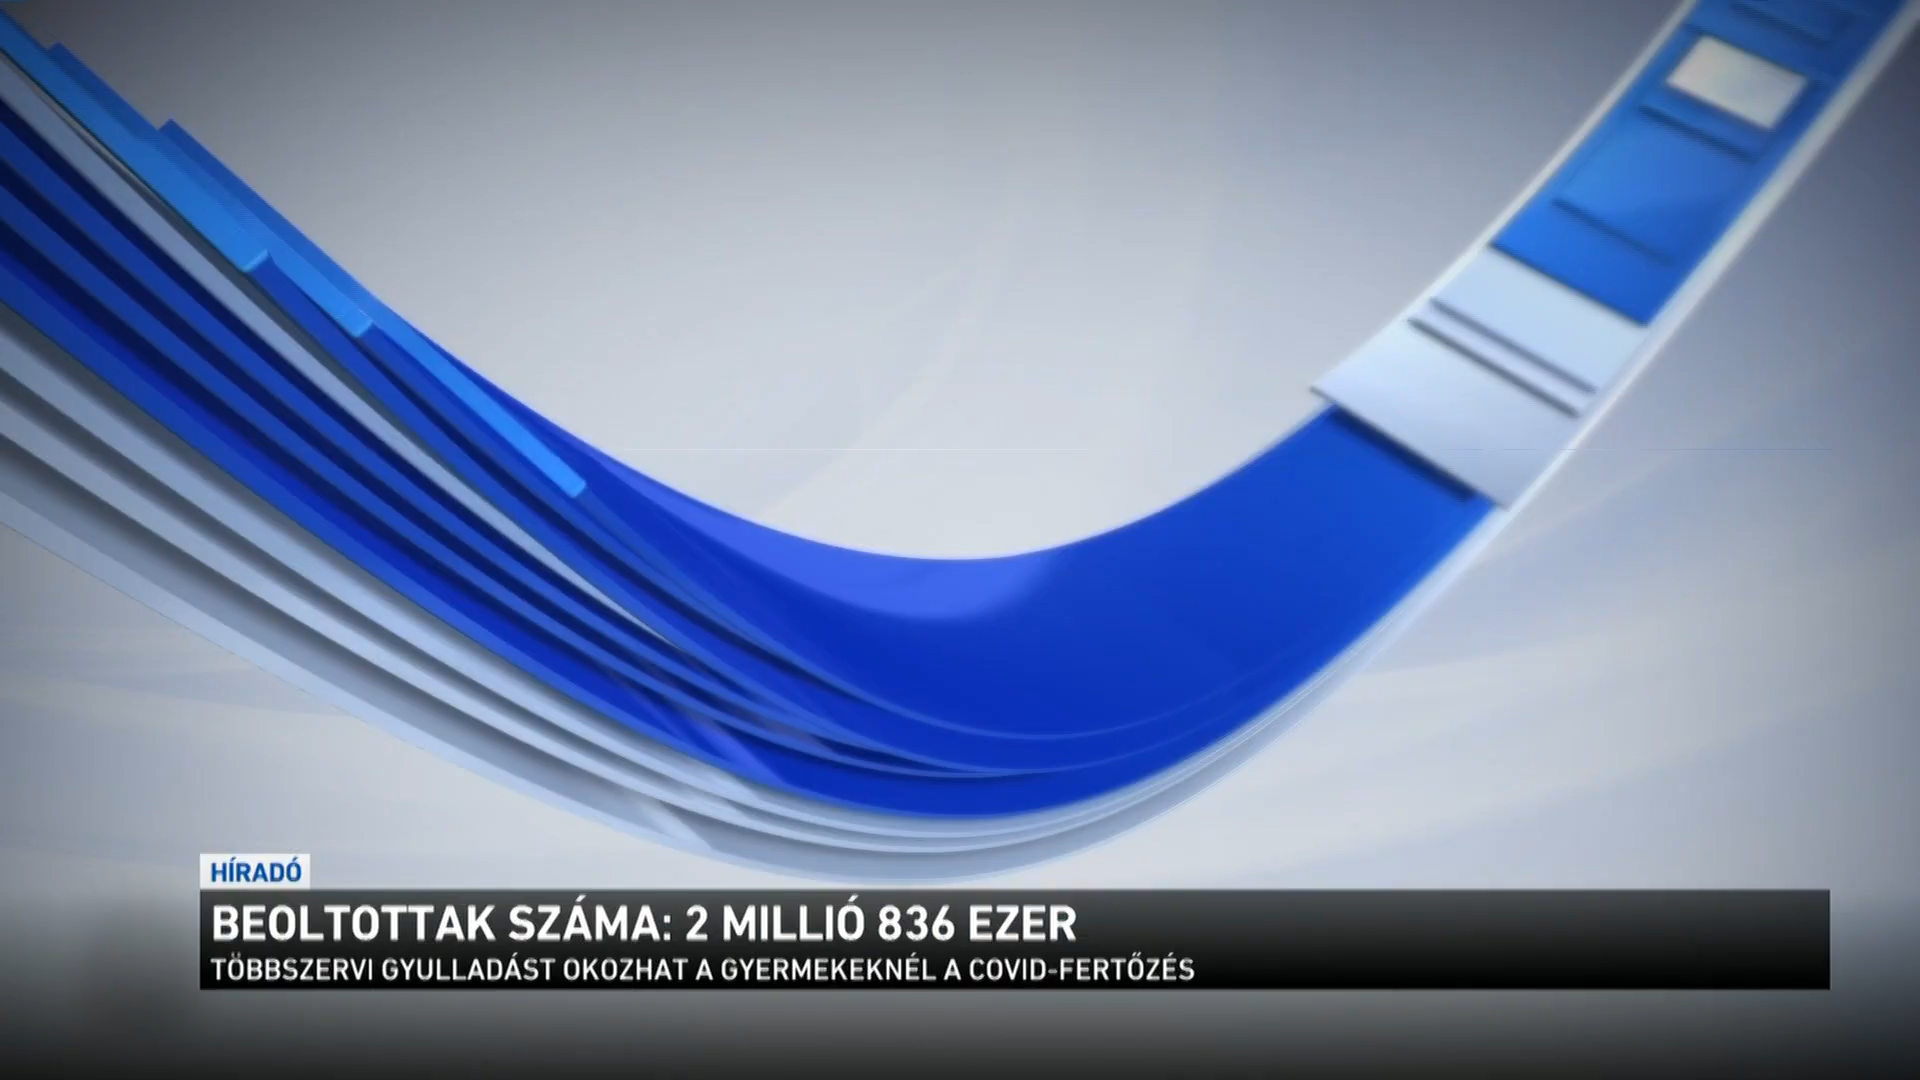 HÍRADÓ
BEOLTOTTAK SZÁMA: 2 MILLIÓ 836 EZER
TÖBBSZERVI GYULLADÁST OKOZHAT A GYERMEKEKNÉL A COVID-FERTŐZÉS